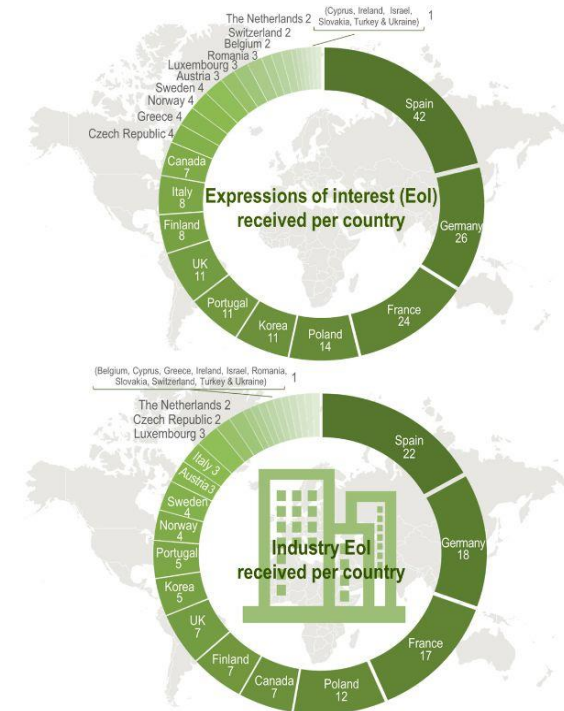 (Cyprus, Ireland, Israel,
Slovakia, Turkey & Ukraine)
1
The Netherlands 2
Switzerland 2
Belgium 2
Romania 3
Luxembourg 3
Austria 3
Sweden 4
Norway 4
Greece 4
Czech Republic 4
Canada
7
Italy
8
Finland
8
UK
11
Portugal
11
Korea
11
Poland
14
France
24
Germany
26
Spain
42
Expressions of interest (EoI)
received per country
(Belgium, Cyprus, Greece, Ireland, Israel, Romania,
Slovakia, Switzerland, Turkey & Ukraine)
1
The Netherlands 2
Czech Republic 2
Luxembourg 3
Italy 3
Austria 3
Sweden
4
Norway
4
Portugal
5
Korea
5
UK
7
Finland
7
Canada
7
Poland
12
France
17
Germany
18
Spain
22
Industry EoI
received per country